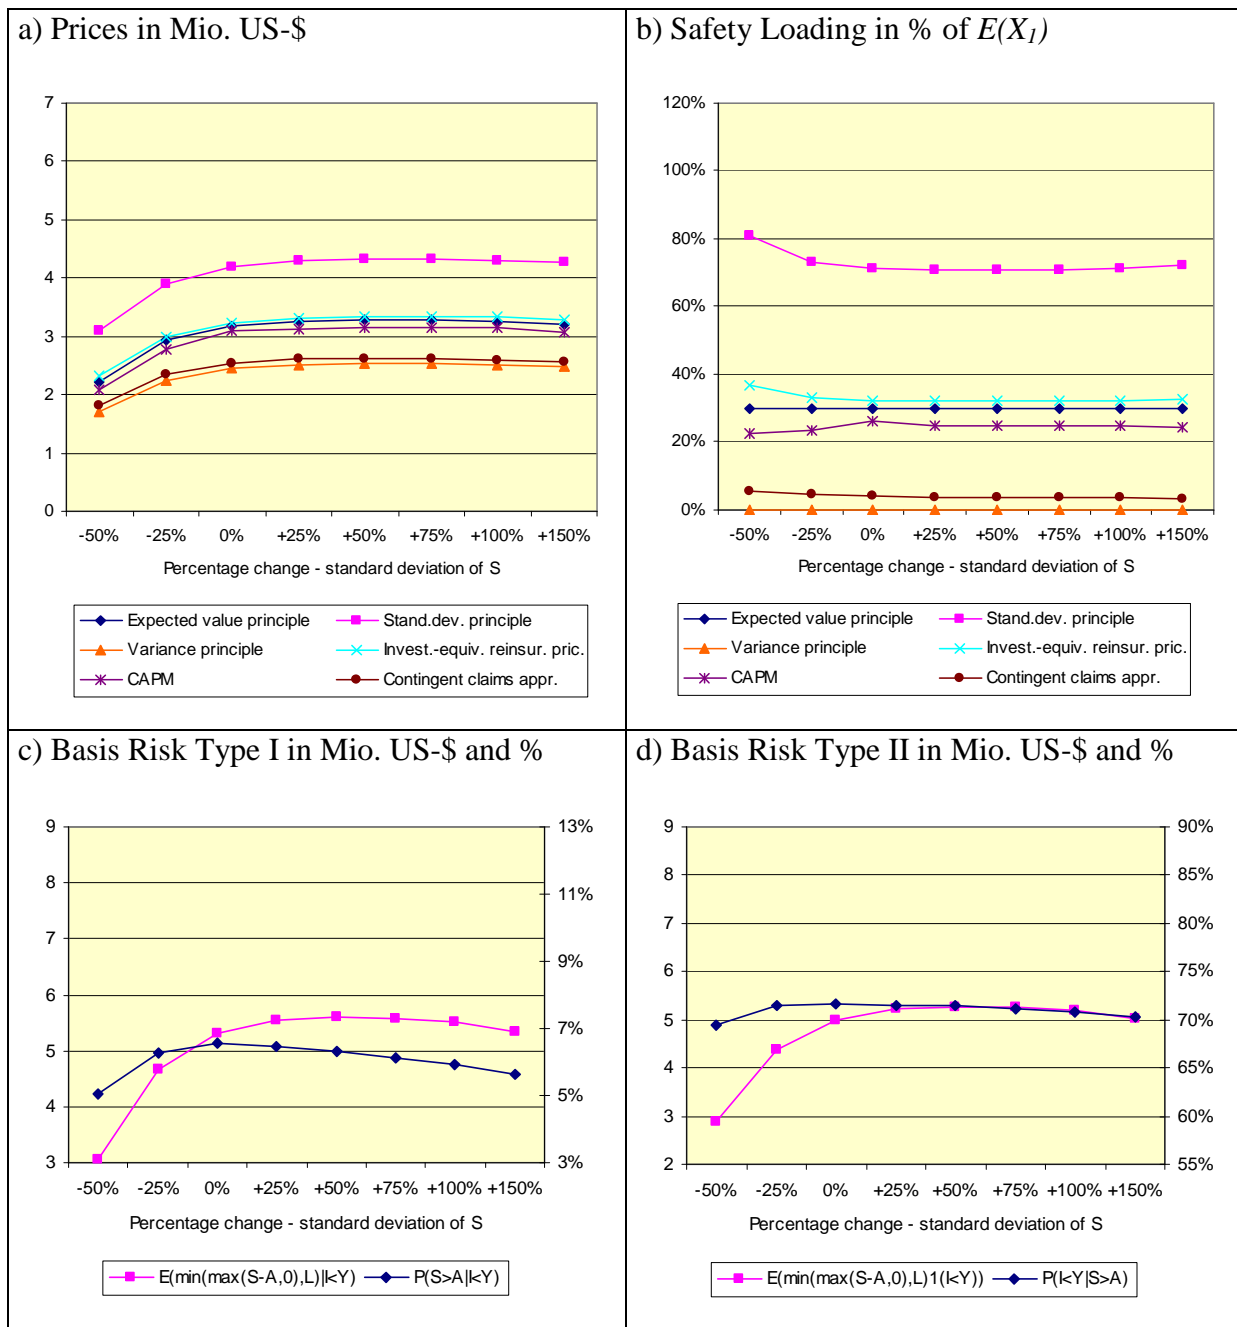 a) Prices in Mio. US-$
7
6
5
4
3
2
1
0
-50% -25% 0% +25% +50% +75% +100% +150%
Percentage change - standard deviation of S
Expected value principle Stand.dev. principle
Variance principle Invest.-equiv. reinsur. pric.
CAPM Contingent claims appr.
b) Safety Loading in % of E(X1)
120%
100%
80%
60%
40%
20%
0%
-50% -25% 0% +25% +50% +75% +100% +150%
Percentage change - standard deviation of S
Expected value principle Stand.dev. principle
Variance principle Invest.-equiv. reinsur. pric.
CAPM Contingent claims appr.
c) Basis Risk Type I in Mio. US-$ and %
9 13%
8
11%
7
9%
6
7%
5
5%
4
3 3%
-50% -25% 0% +25% +50% +75% +100% +150%
Percentage change - standard deviation of S
E(min(max(S-A,0),L)|I<Y) P(S>A|I<Y)
d) Basis Risk Type II in Mio. US-$ and %
9 90%
85%
8
80%
7
75%
6
70%
5
65%
4
60%
3
2 55%
-50% -25% 0% +25% +50% +75% +100% +150%
Percentage change - standard deviation of S
E(min(max(S-A,0),L)1(I<Y)) P(I<Y|S>A)